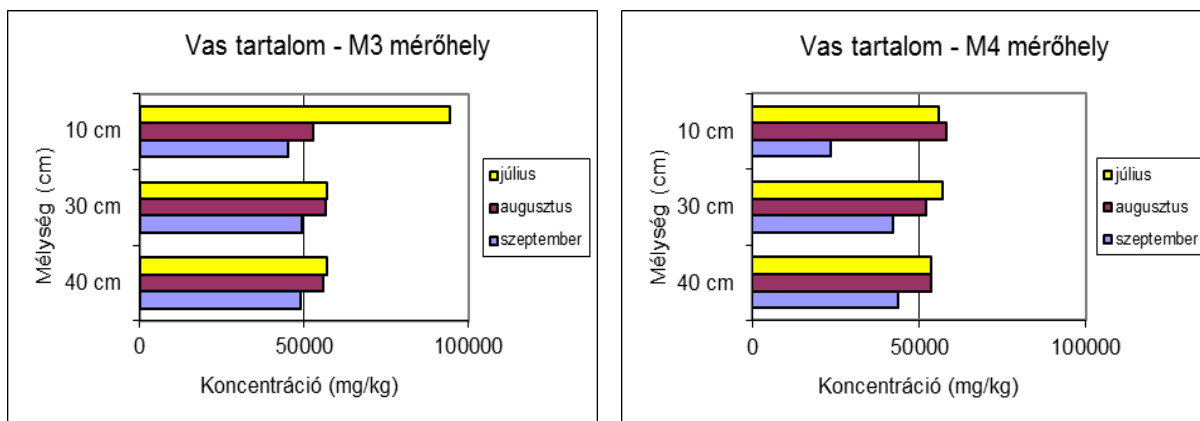 Vas tartalom - M3 mérőhely
Mélység (cm)
10 cm
30 cm
40 cm
0
50000
100000
Koncentráció (mg/kg)
július
augusztus
szeptember
Vas tartalom - M4 mérőhely
Mélység (cm)
10 cm
30 cm
40 cm
0
50000
100000
Koncentráció (mg/kg)
július
augusztus
szeptember